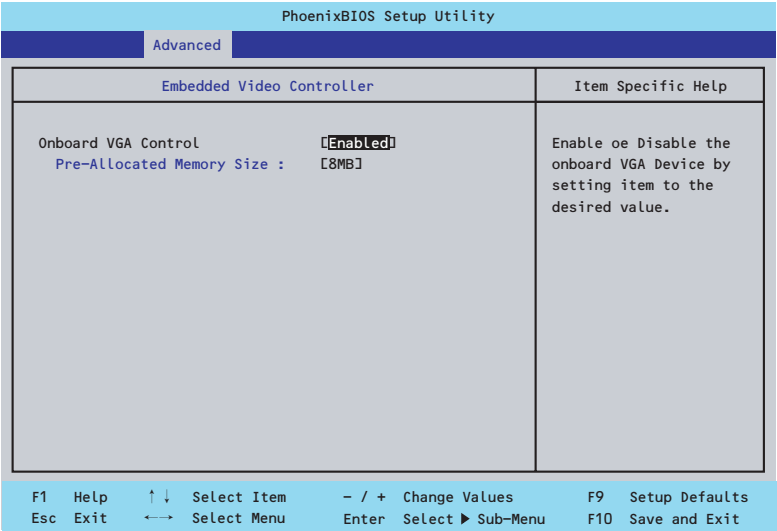 PhoenixBIOS Setup Utility
Advanced
Embedded Video Controller
Item Specific Help
Onboard VGA Control [Enabled]
Pre-Allocated Memory Size : [8MB]
Enable oe Disable the
onboard VGA Device by
setting item to the
desired value.
F1 Help ↑↓ Select Item - / + Change Values F9 Setup Defaults
Esc Exit ←→ Select Menu Enter Select ▶ Sub-Menu F10 Save and Exit